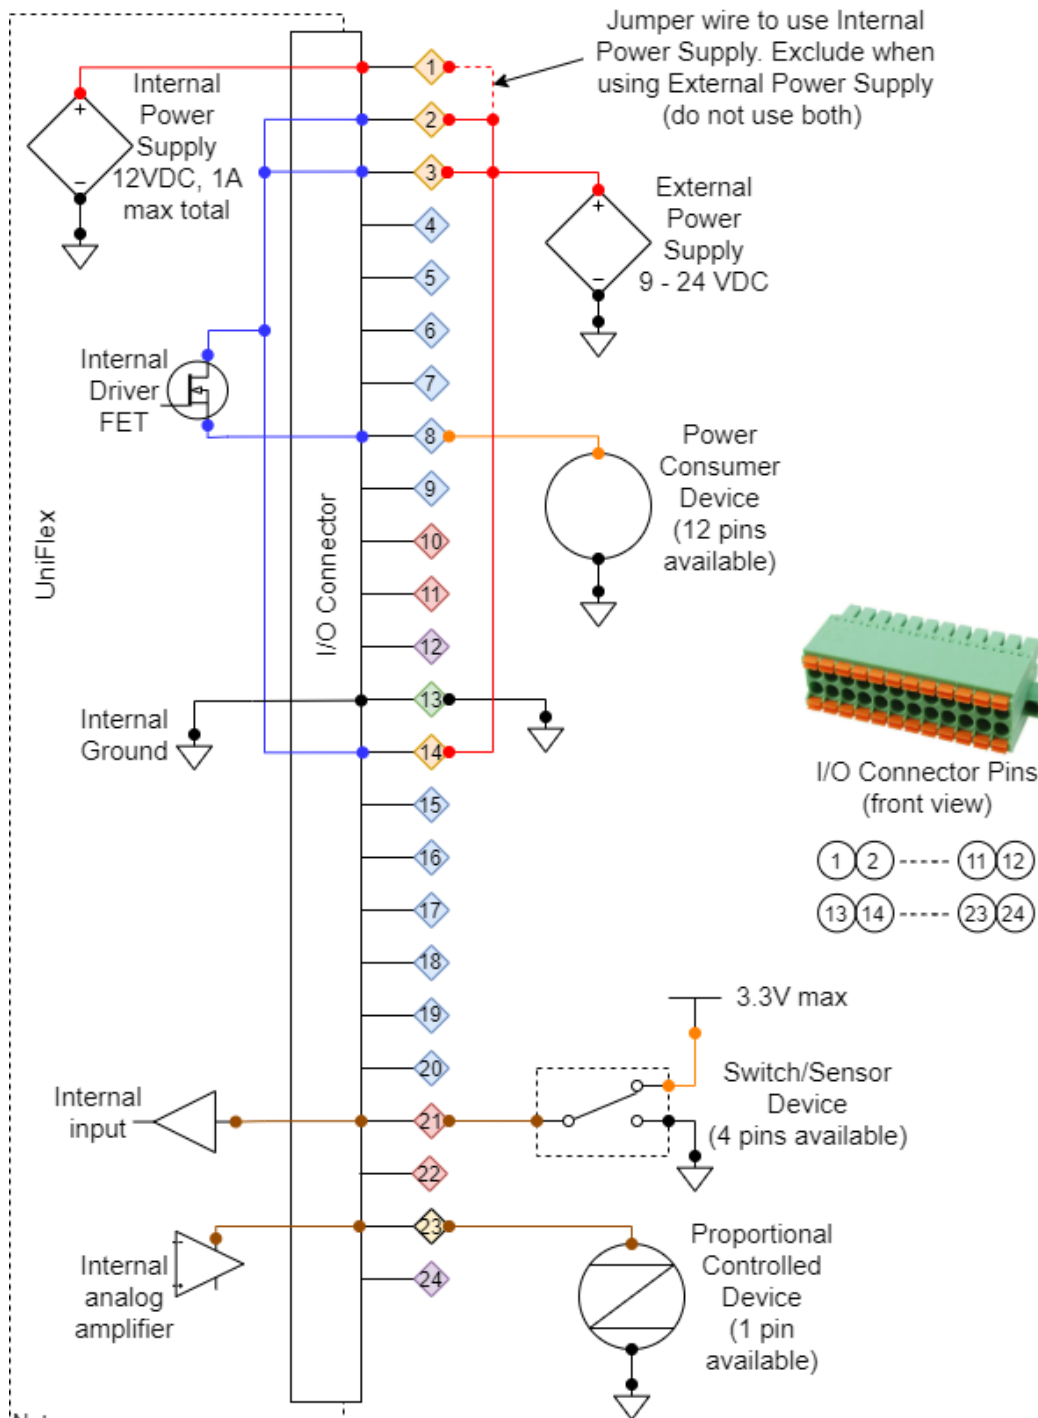 Jumper wire to use Internal
Power Supply. Exclude when
using External Power Supply
(do not use both)
Internal
Power
Supply
12VDC, 1A
max total
+
−
1
2
3
4
5
6
7
8
9
10
11
12
13
14
15
16
17
18
19
20
21
22
23
24
External
Power
Supply
9 - 24 VDC
+
−
Internal
Driver
FET
Power
Consumer
Device
(12 pins
available)
UniFlex
I/O Connector
Internal
Ground
I/O Connector Pins
(front view)
1 2 ----- 11 12
13 14 ----- 23 24
3.3V max
Switch/Sensor
Device
(4 pins available)
Internal
input
Internal
analog
amplifier
−
+
Proportional
Controlled
Device
(1 pin
available)